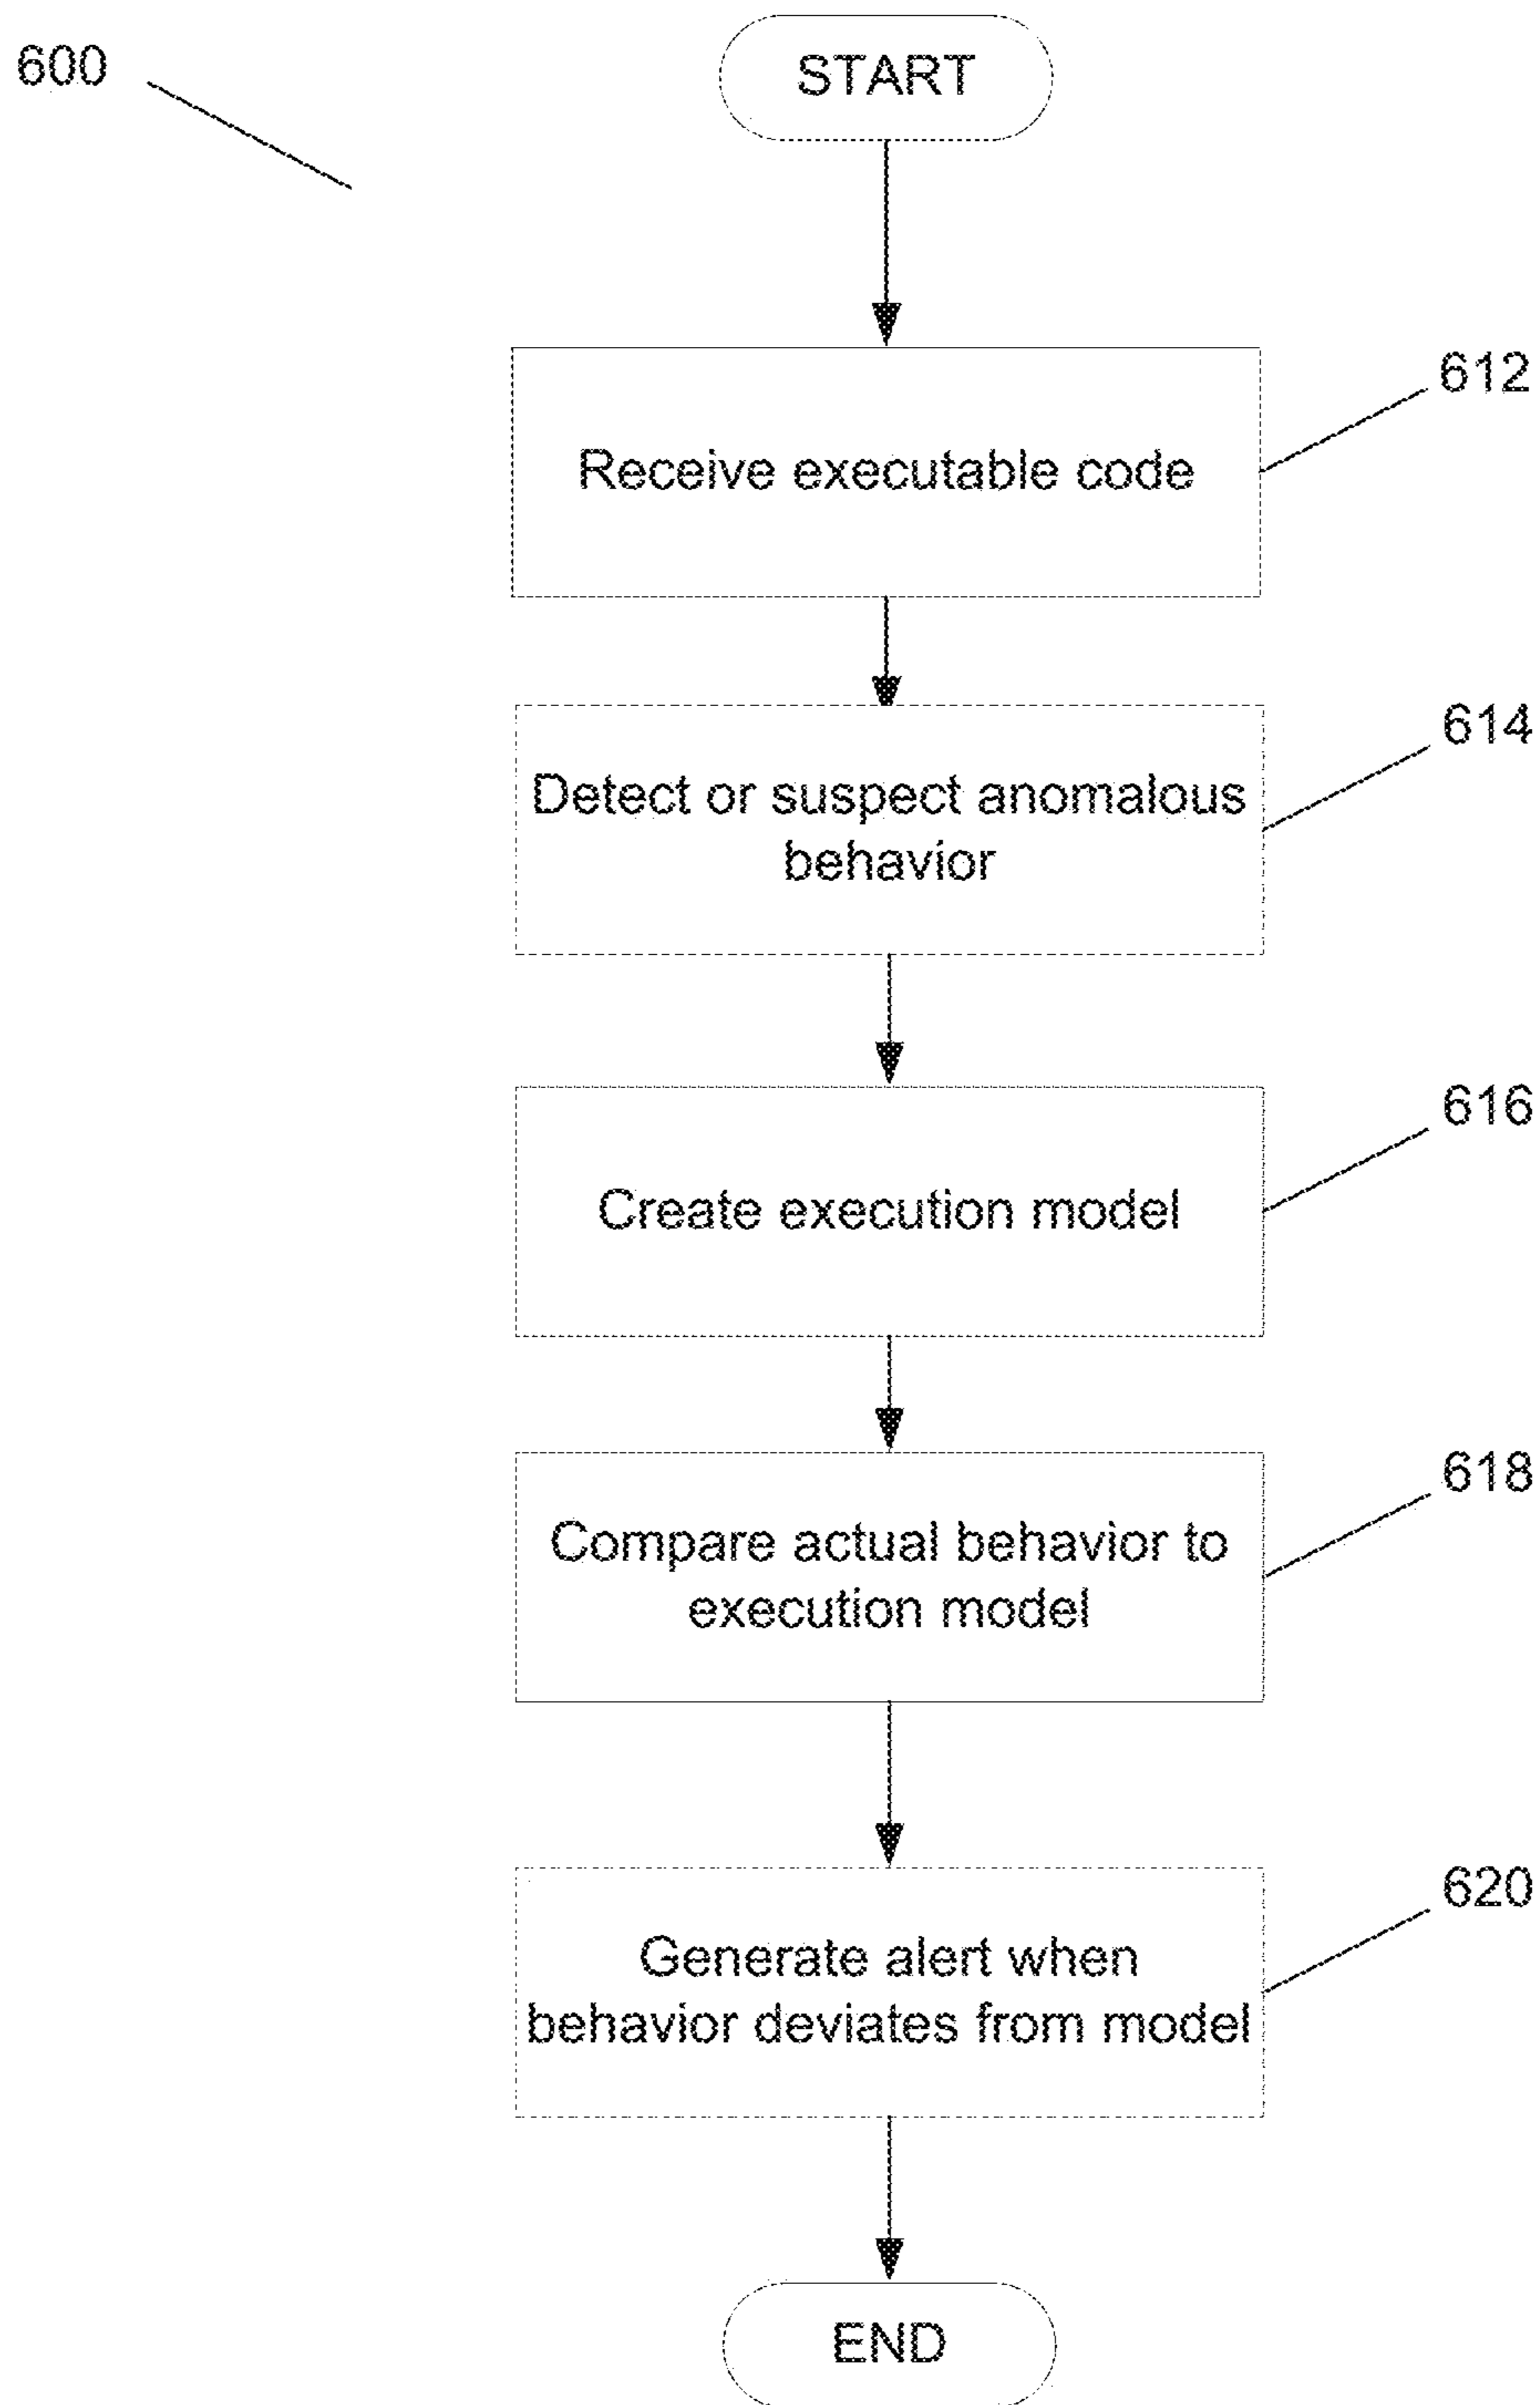 600
START
612
Receive executable code
614
Detect or suspect anomalous
behavior
616
Create execution model
618
Compare actual behavior to
execution model
620
Generate alert when
behavior deviates from model
END